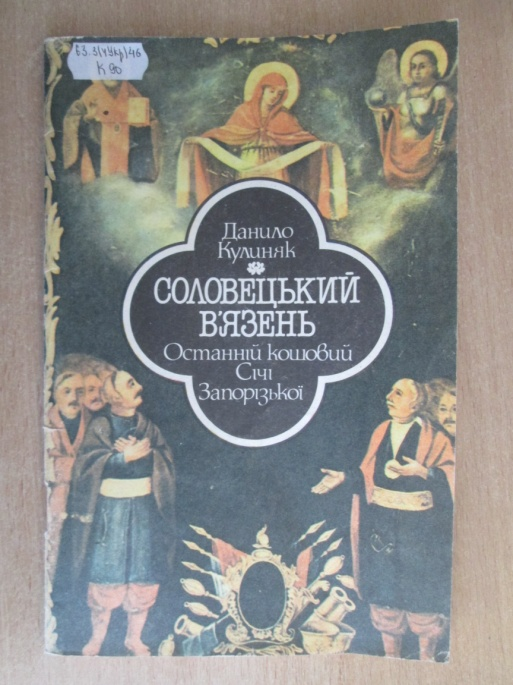 63.3(4Укр)46
К 90
Данило
Кулиняк
СОЛОВЕЦЬКИЙ
В'ЯЗЕНЬ
Останній кошовий
Січі
Запорізької